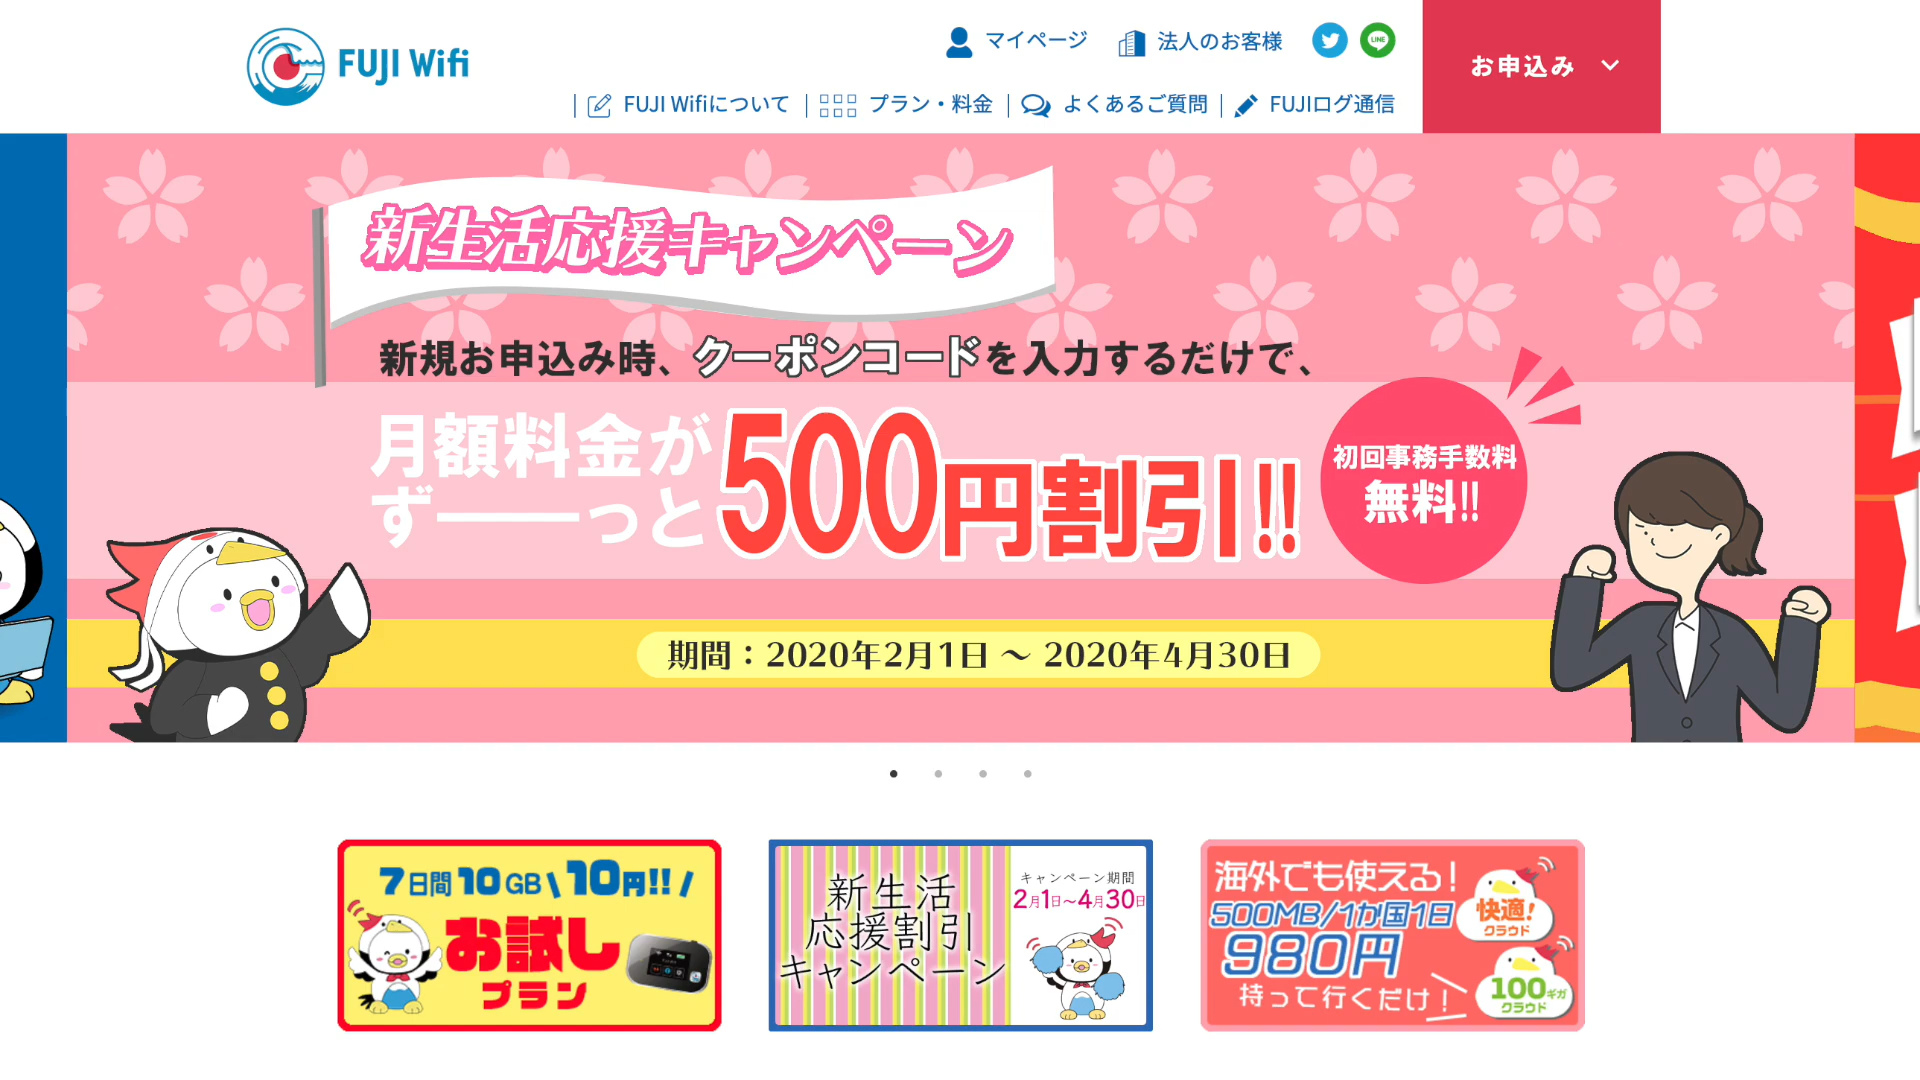 FUJI Wifi
マイページ
法人のお客様
LINE
お申込み
FUJI Wifiについて
プラン・料金
よくあるご質問
FUJIログ通信
新生活応援キャンペーン
新規お申込み時、クーポンコードを入力するだけで、
月額料金が
ず——っと
500円割引!!
初回事務手数料
無料!!
期間：2020年2月1日 〜 2020年4月30日
7日間10GB \10円!!/
お試し
プラン
新生活
応援割引
キャンペーン
キャンペーン期間
2月1日〜4月30日
海外でも使える!
500MB/1か国1日
980円
持って行くだけ!
快適!
クラウド
100ギガ
クラウド